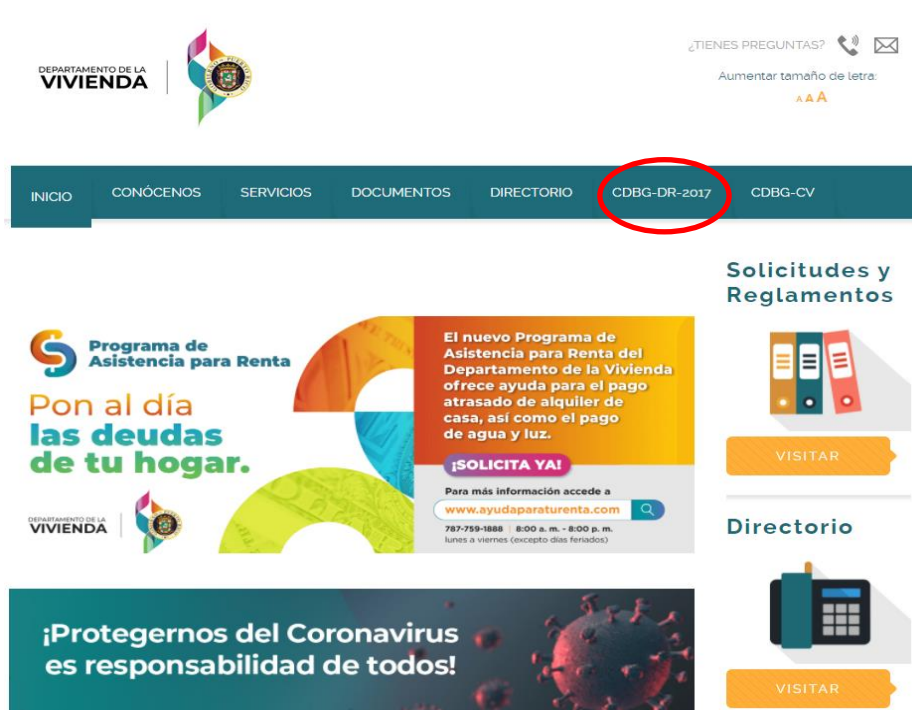 DEPARTAMENTO DE LA
VIVIENDA
¿TIENES PREGUNTAS?
Aumentar tamaño de letra:
A A A
INICIO CONÓCENOS SERVICIOS DOCUMENTOS DIRECTORIO CDBG-DR-2017 CDBG-CV
Programa de
Asistencia para Renta
Pon al día
las deudas
de tu hogar.
DEPARTAMENTO DE LA
VIVIENDA
El nuevo Programa de
Asistencia para Renta del
Departamento de la Vivienda
ofrece ayuda para el pago
atrasado de alquiler de
casa, así como el pago
de agua y luz.
¡SOLICITA YA!
Para más información accede a
www.ayudaparaturenta.com
787-759-1888 | 8:00 a. m. - 8:00 p. m.
lunes a viernes (excepto días feriados)
¡Protegernos del Coronavirus
es responsabilidad de todos!
Solicitudes y
Reglamentos
VISITAR
Directorio
VISITAR